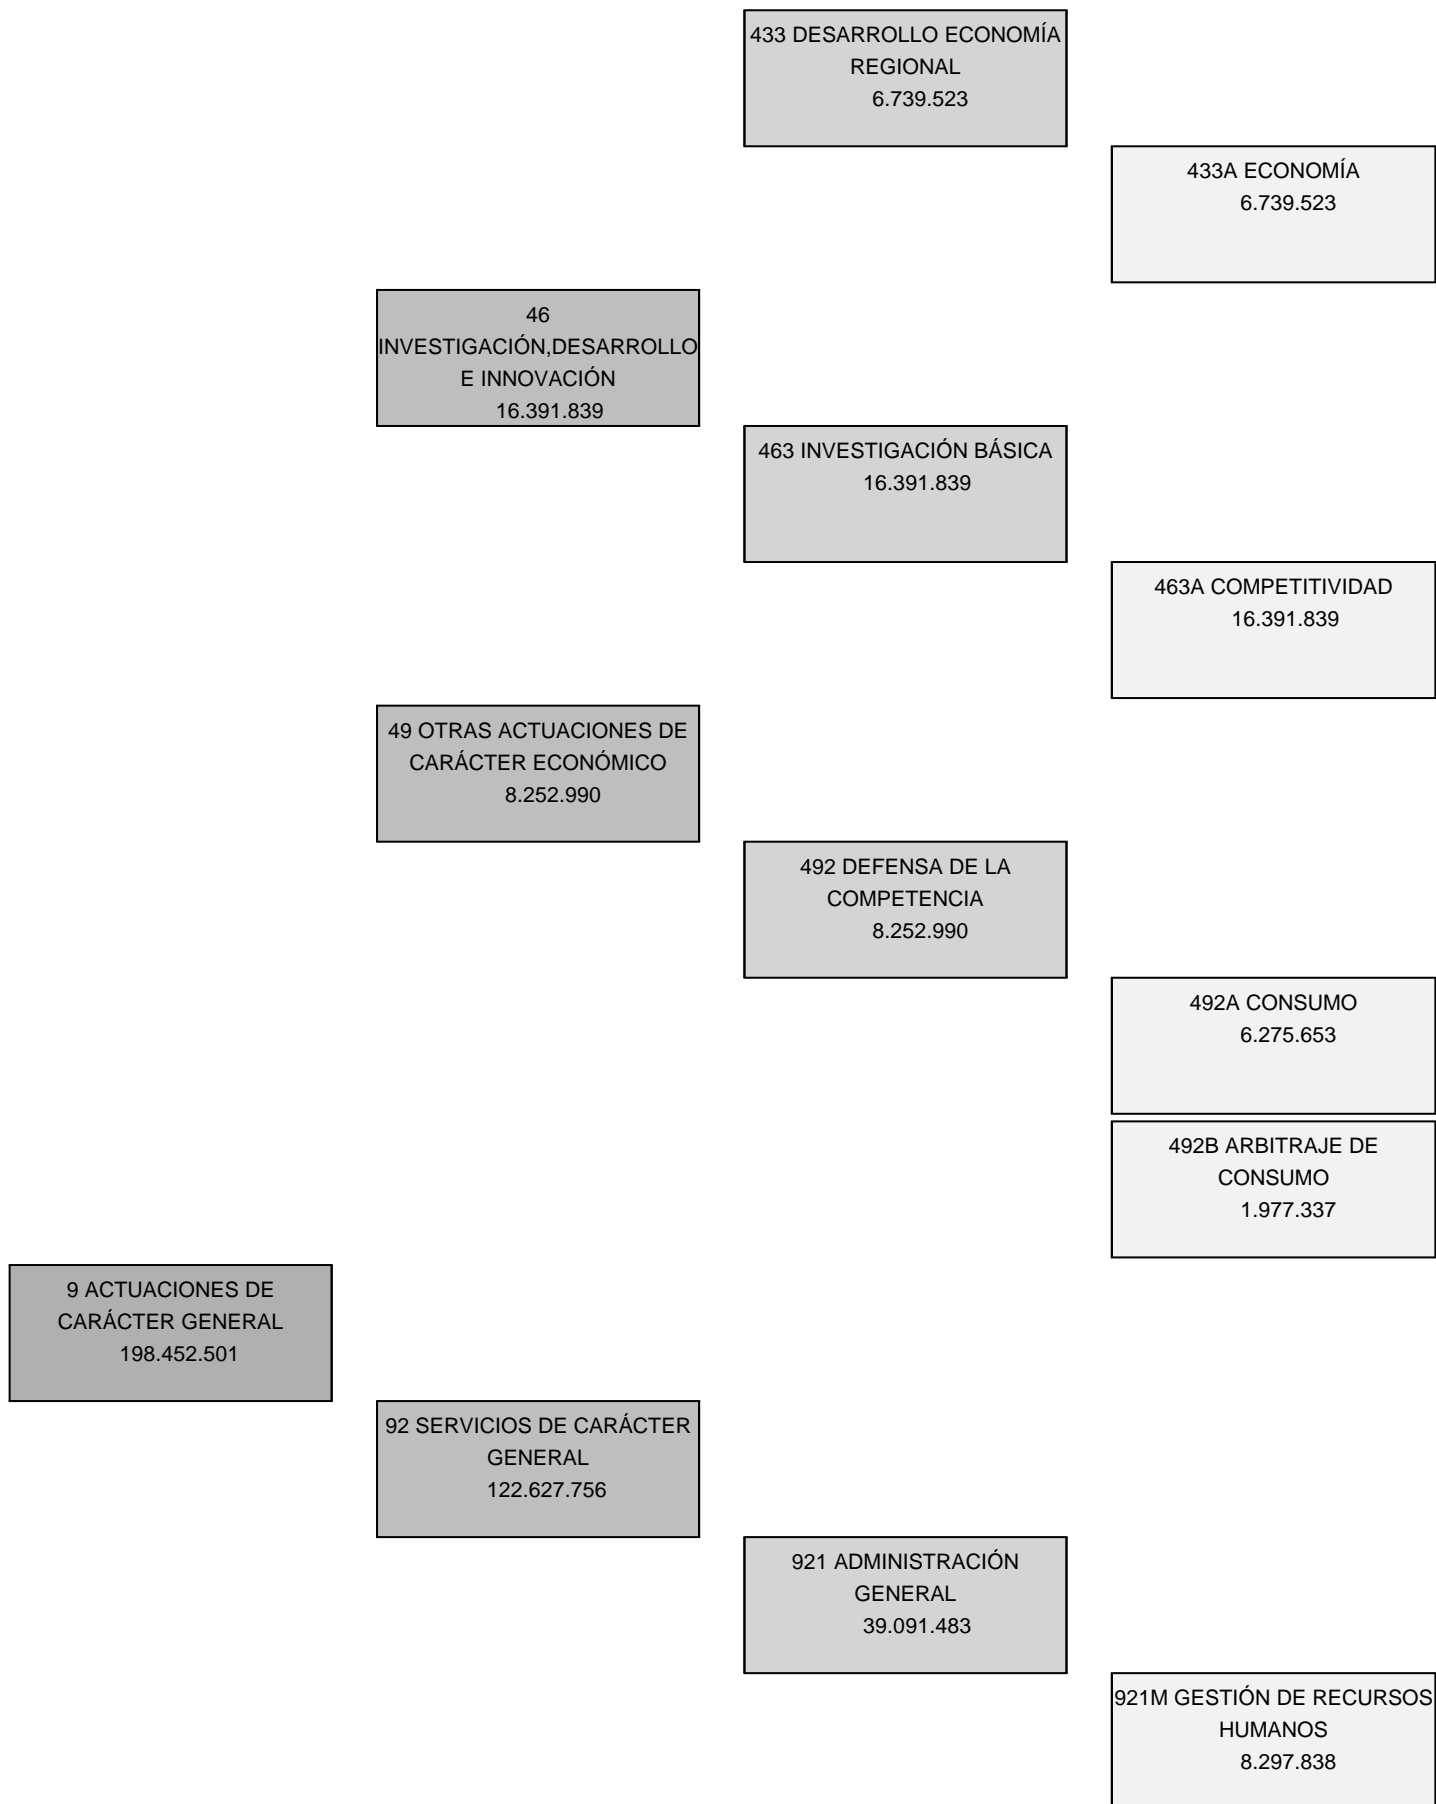 433 DESARROLLO ECONOMÍA
REGIONAL
6.739.523
433A ECONOMÍA
6.739.523
46
INVESTIGACIÓN,DESARROLLO
E INNOVACIÓN
16.391.839
463 INVESTIGACIÓN BÁSICA
16.391.839
463A COMPETITIVIDAD
16.391.839
49 OTRAS ACTUACIONES DE
CARÁCTER ECONÓMICO
8.252.990
492 DEFENSA DE LA
COMPETENCIA
8.252.990
492A CONSUMO
6.275.653
492B ARBITRAJE DE
CONSUMO
1.977.337
9 ACTUACIONES DE
CARÁCTER GENERAL
198.452.501
92 SERVICIOS DE CARÁCTER
GENERAL
122.627.756
921 ADMINISTRACIÓN
GENERAL
39.091.483
921M GESTIÓN DE RECURSOS
HUMANOS
8.297.838